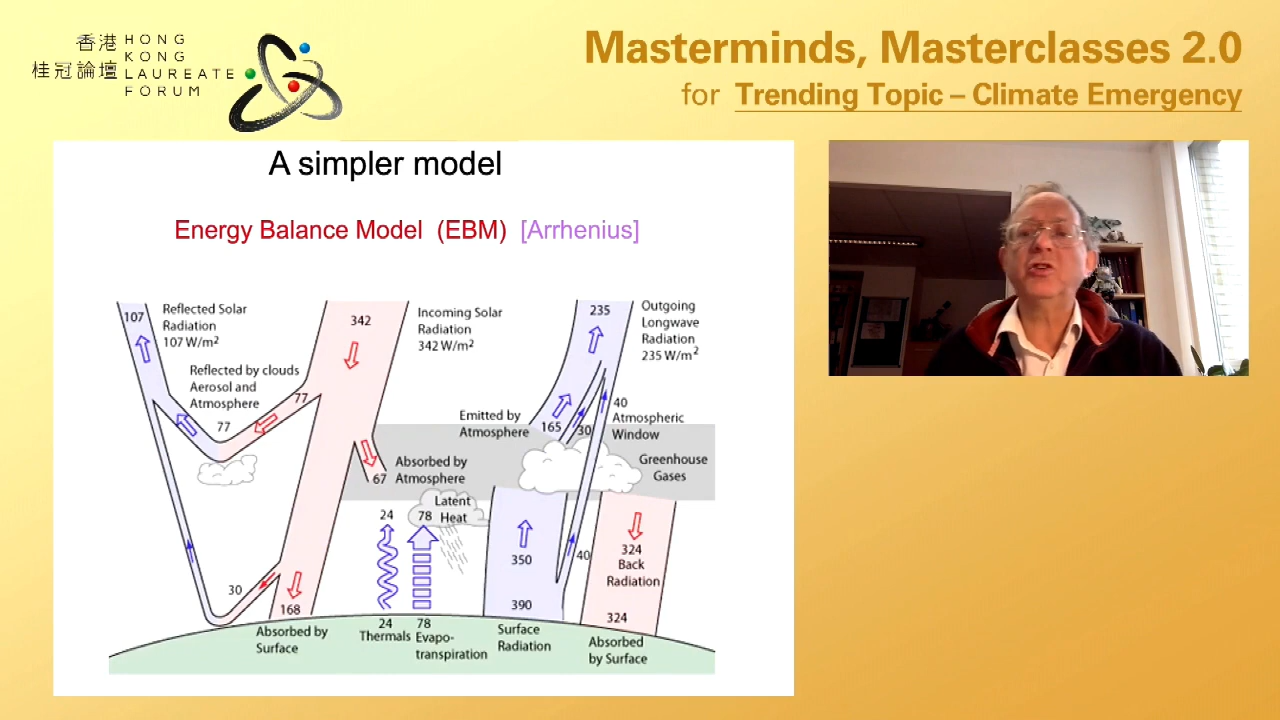 香港
桂冠論壇
HONG
KONG
LAUREATE
FORUM
Masterminds, Masterclasses 2.0
for Trending Topic – Climate Emergency
A simpler model
Energy Balance Model (EBM) [Arrhenius]
107
Reflected Solar
Radiation
107 W/m²
342
Incoming Solar
Radiation
342 W/m²
235
Outgoing
Longwave
Radiation
235 W/m²
Reflected by clouds
Aerosol and
Atmosphere
77
77
Emitted by
Atmosphere
165
30
40
Atmospheric
Window
Greenhouse
Gases
Absorbed by
Atmosphere
67
Latent
Heat
24
78
350
40
324
Back
Radiation
30
168
390
324
Absorbed by
Surface
24
Thermals
78
Evapo-
transpiration
Surface
Radiation
Absorbed
by Surface